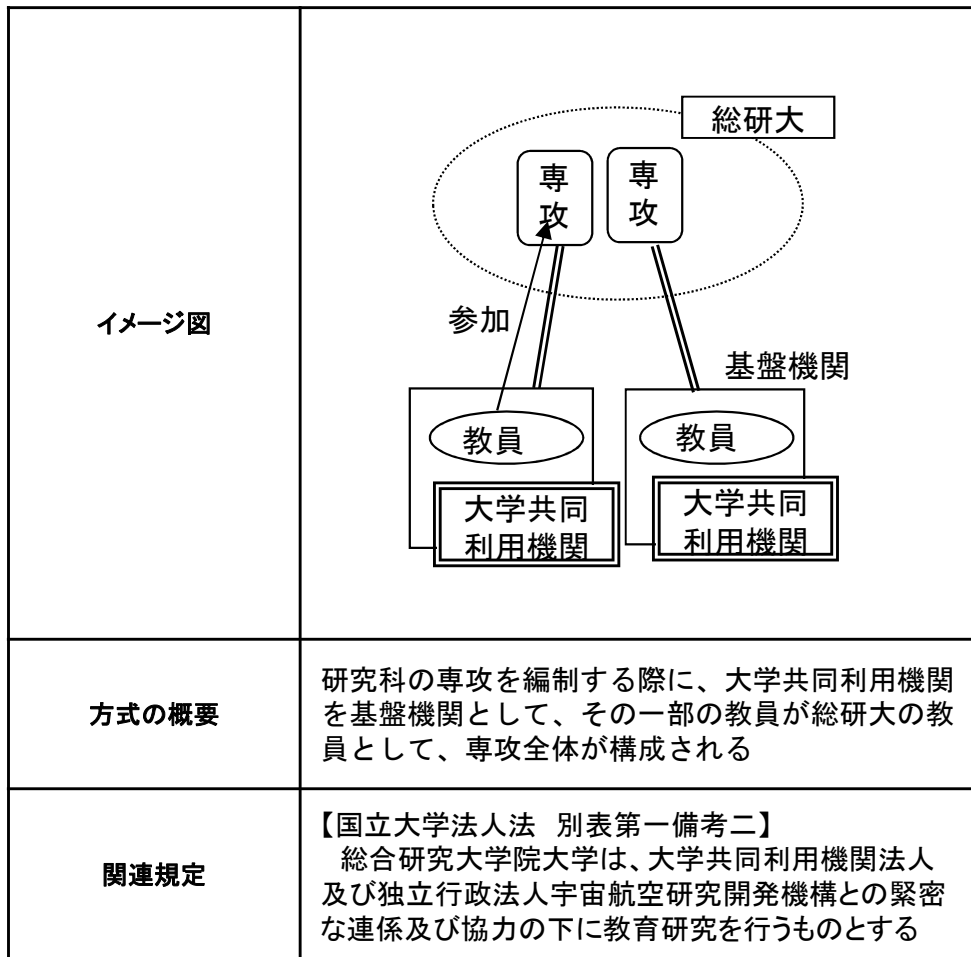 イメージ図
総研大
専 専
攻 攻
参加
基盤機関
教員 教員
大学共同 大学共同
利用機関 利用機関
方式の概要
研究科の専攻を編制する際に、大学共同利用機関
を基盤機関として、その一部の教員が総研大の教
員として、専攻全体が構成される
関連規定
【国立大学法人法 別表第一備考二】
総合研究大学院大学は、大学共同利用機関法人
及び独立行政法人宇宙航空研究開発機構との緊密
な連係及び協力の下に教育研究を行うものとする